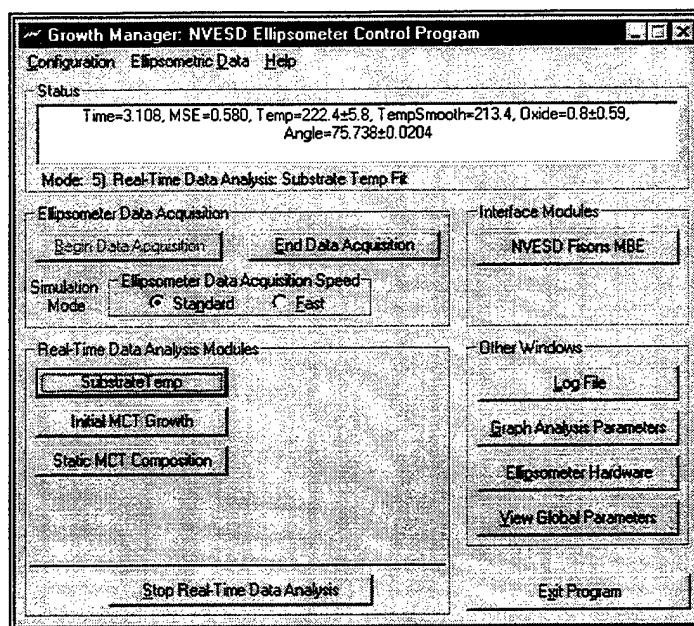 Growth Manager: NVESD Ellipsometer Control Program
Configuration Ellipsometric Data Help
Status
Time=3.108, MSE=0.580, Temp=222.4±5.8, TempSmooth=213.4, Oxide=0.8±0.59,
Angle=75.738±0.0204
Mode: 5) Real-Time Data Analysis: Substrate Temp Fit
Ellipsometer Data Acquisition
Begin Data Acquisition
End Data Acquisition
Simulation
Mode
Ellipsometer Data Acquisition Speed
Standard
Fast
Interface Modules
NVESD Fisons MBE
Real-Time Data Analysis Modules
SubstrateTemp
Initial MCT Growth
Static MCT Composition
Stop Real-Time Data Analysis
Other Windows
Log File
Graph Analysis Parameters
Ellipsometer Hardware
View Global Parameters
Exit Program